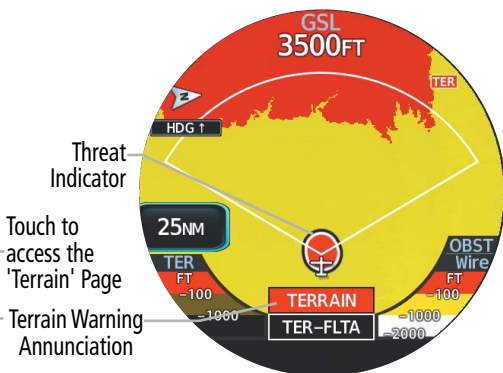 GSL
3500FT
TER
N
HDG ↑
Threat
Indicator
25NM
Touch to
access the
'Terrain' Page
TER
FT
-100
-1000
OBST
Wire
FT
-100
-1000
-2000
TERRAIN
TER-FLTA
Terrain Warning
Annunciation